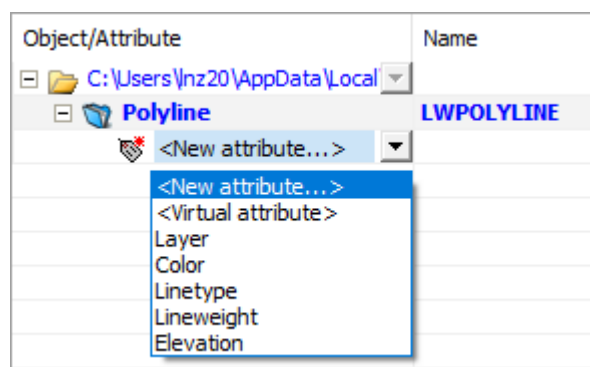 Object/Attribute Name
C:\Users\nz20\AppData\Local
Polyline LWPOLYLINE
<New attribute...>
<New attribute...>
<Virtual attribute>
Layer
Color
Linetype
Lineweight
Elevation